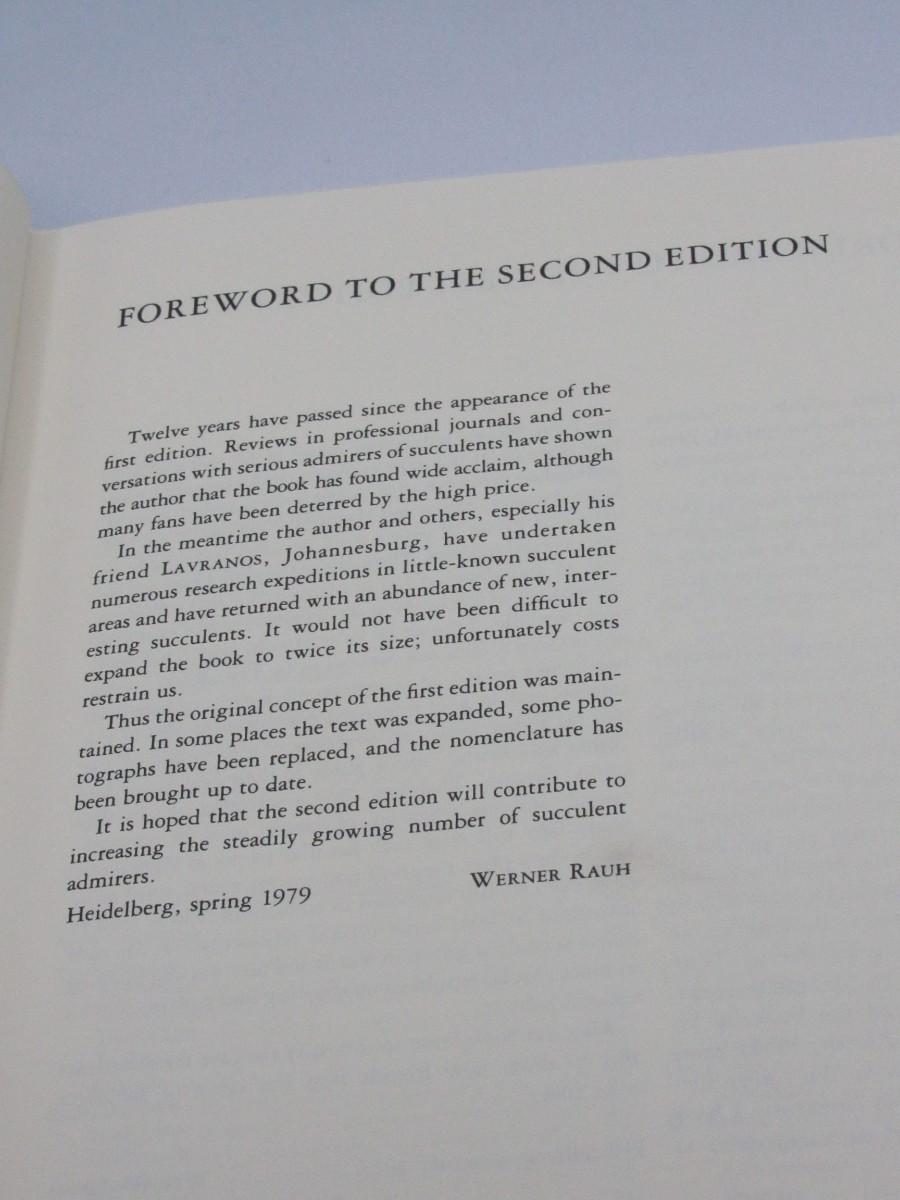 FOREWORD TO THE SECOND EDITION
Twelve years have passed since the appearance of the
first edition. Reviews in professional journals and con-
versations with serious admirers of succulents have shown
the author that the book has found wide acclaim, although
many fans have been deterred by the high price.
In the meantime the author and others, especially his
friend LAVRANOS, Johannesburg, have undertaken
numerous research expeditions in little-known succulent
areas and have returned with an abundance of new, inter-
esting succulents. It would not have been difficult to
expand the book to twice its size; unfortunately costs
restrain us.
Thus the original concept of the first edition was main-
tained. In some places the text was expanded, some pho-
tographs have been replaced, and the nomenclature has
been brought up to date.
It is hoped that the second edition will contribute to
increasing the steadily growing number of succulent
admirers.
Heidelberg, spring 1979 WERNER RAUH